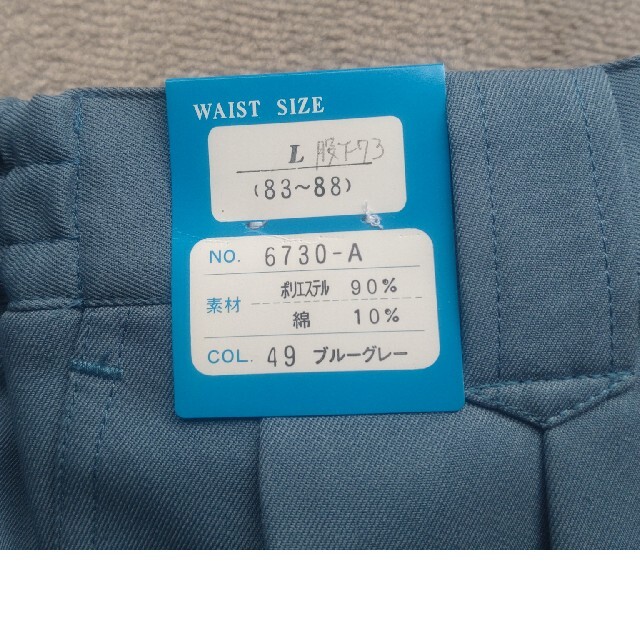 WAIST SIZE
L 股下73
(83~88)
NO. 6730-A
素材 ポリエステル 90%
綿 10%
COL. 49 ブルーグレー